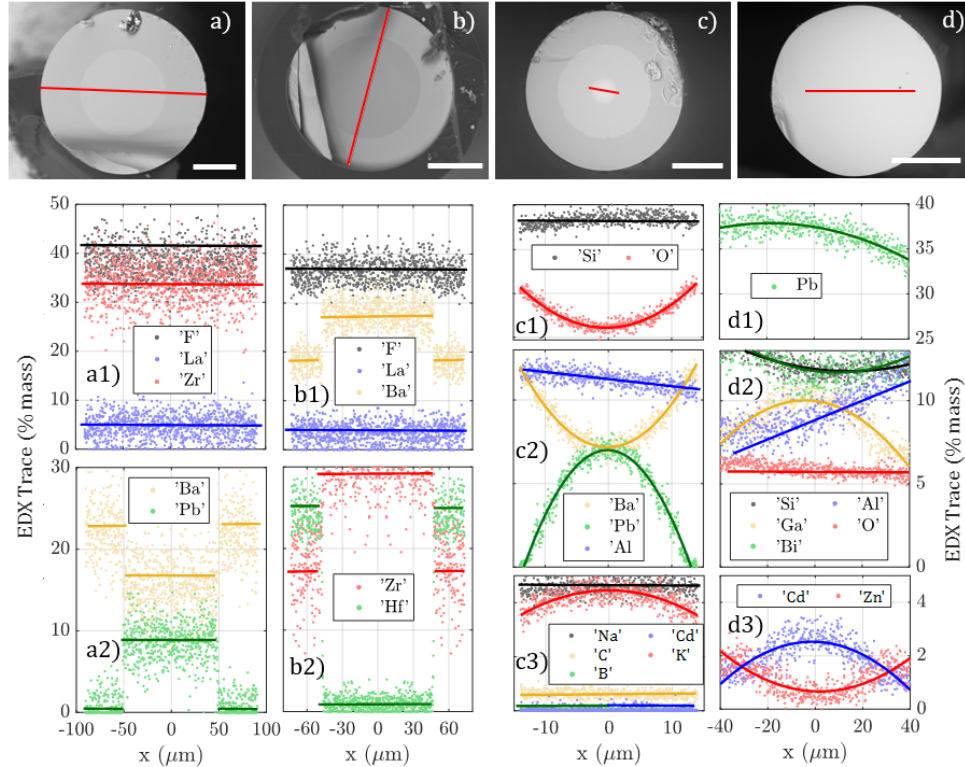 a)
b)
c)
d)
EDX Trace (% mass)
50
40
30
20
10
0
'F'
'La'
'Zr'
a1)
'F'
'La'
'Ba'
b1)
'Si' 'O'
c1)
40
35
30
25
Pb
d1)
'Ba'
'Pb'
'Al
c2)
10
5
0
'Si' 'Al'
'Ga' 'O'
'Bi'
d2)
EDX Trace (% mass)
30
20
10
0
'Ba'
'Pb'
a2)
'Zr'
'Hf'
b2)
'Na' 'Cd'
'C' 'K'
'B'
c3)
4
2
0
'Cd' 'Zn'
d3)
-100 -50 0 50 100
-60 -30 0 30 60
-10 0 10
-40 -20 0 20 40
x (μm)
x (μm)
x (μm)
x (μm)